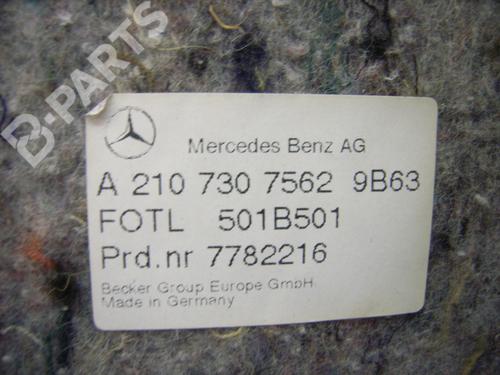 B-PARTS
Mercedes Benz AG
A 210 730 7562 9B63
FOTL 501B501
Prd.nr 7782216
Becker Group Europe GmbH
Made in Germany